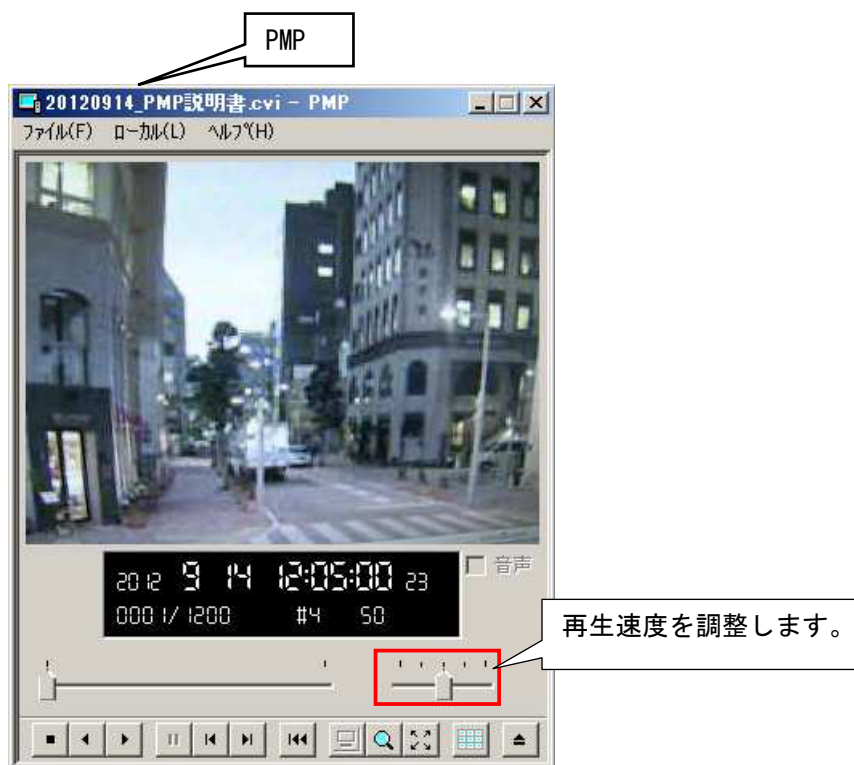 PMP
20120914_PMP説明書.cvi - PMP
ファイル(F) ローカル(L) ヘルプ(H)
2012 9 14 12:05:00 23
音声
0001/1200 #4 50
再生速度を調整します。